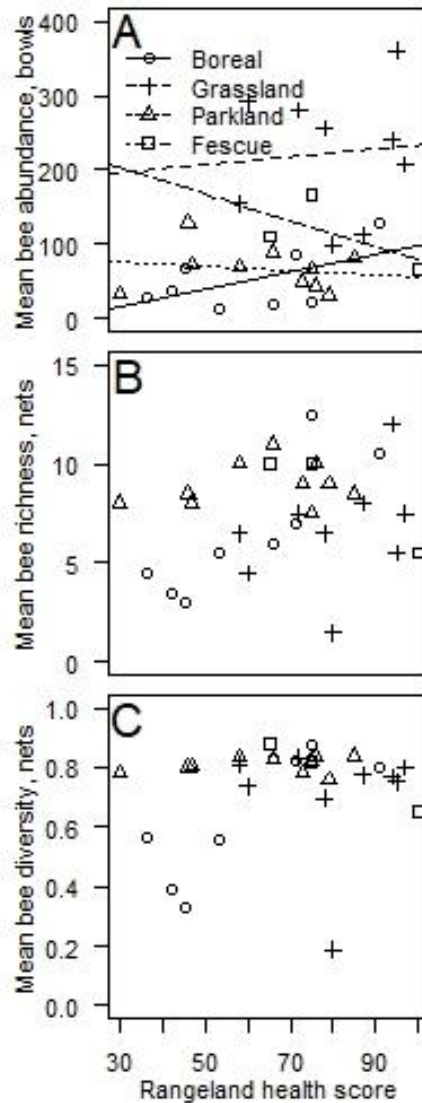 A
Boreal
Grassland
Parkland
Fescue
400
300
200
100
0
Mean bee abundance, bowls
B
15
10
5
0
Mean bee richness, nets
C
1.0
0.8
0.6
0.4
0.2
0.0
Mean bee diversity, nets
30 50 70 90
Rangeland health score